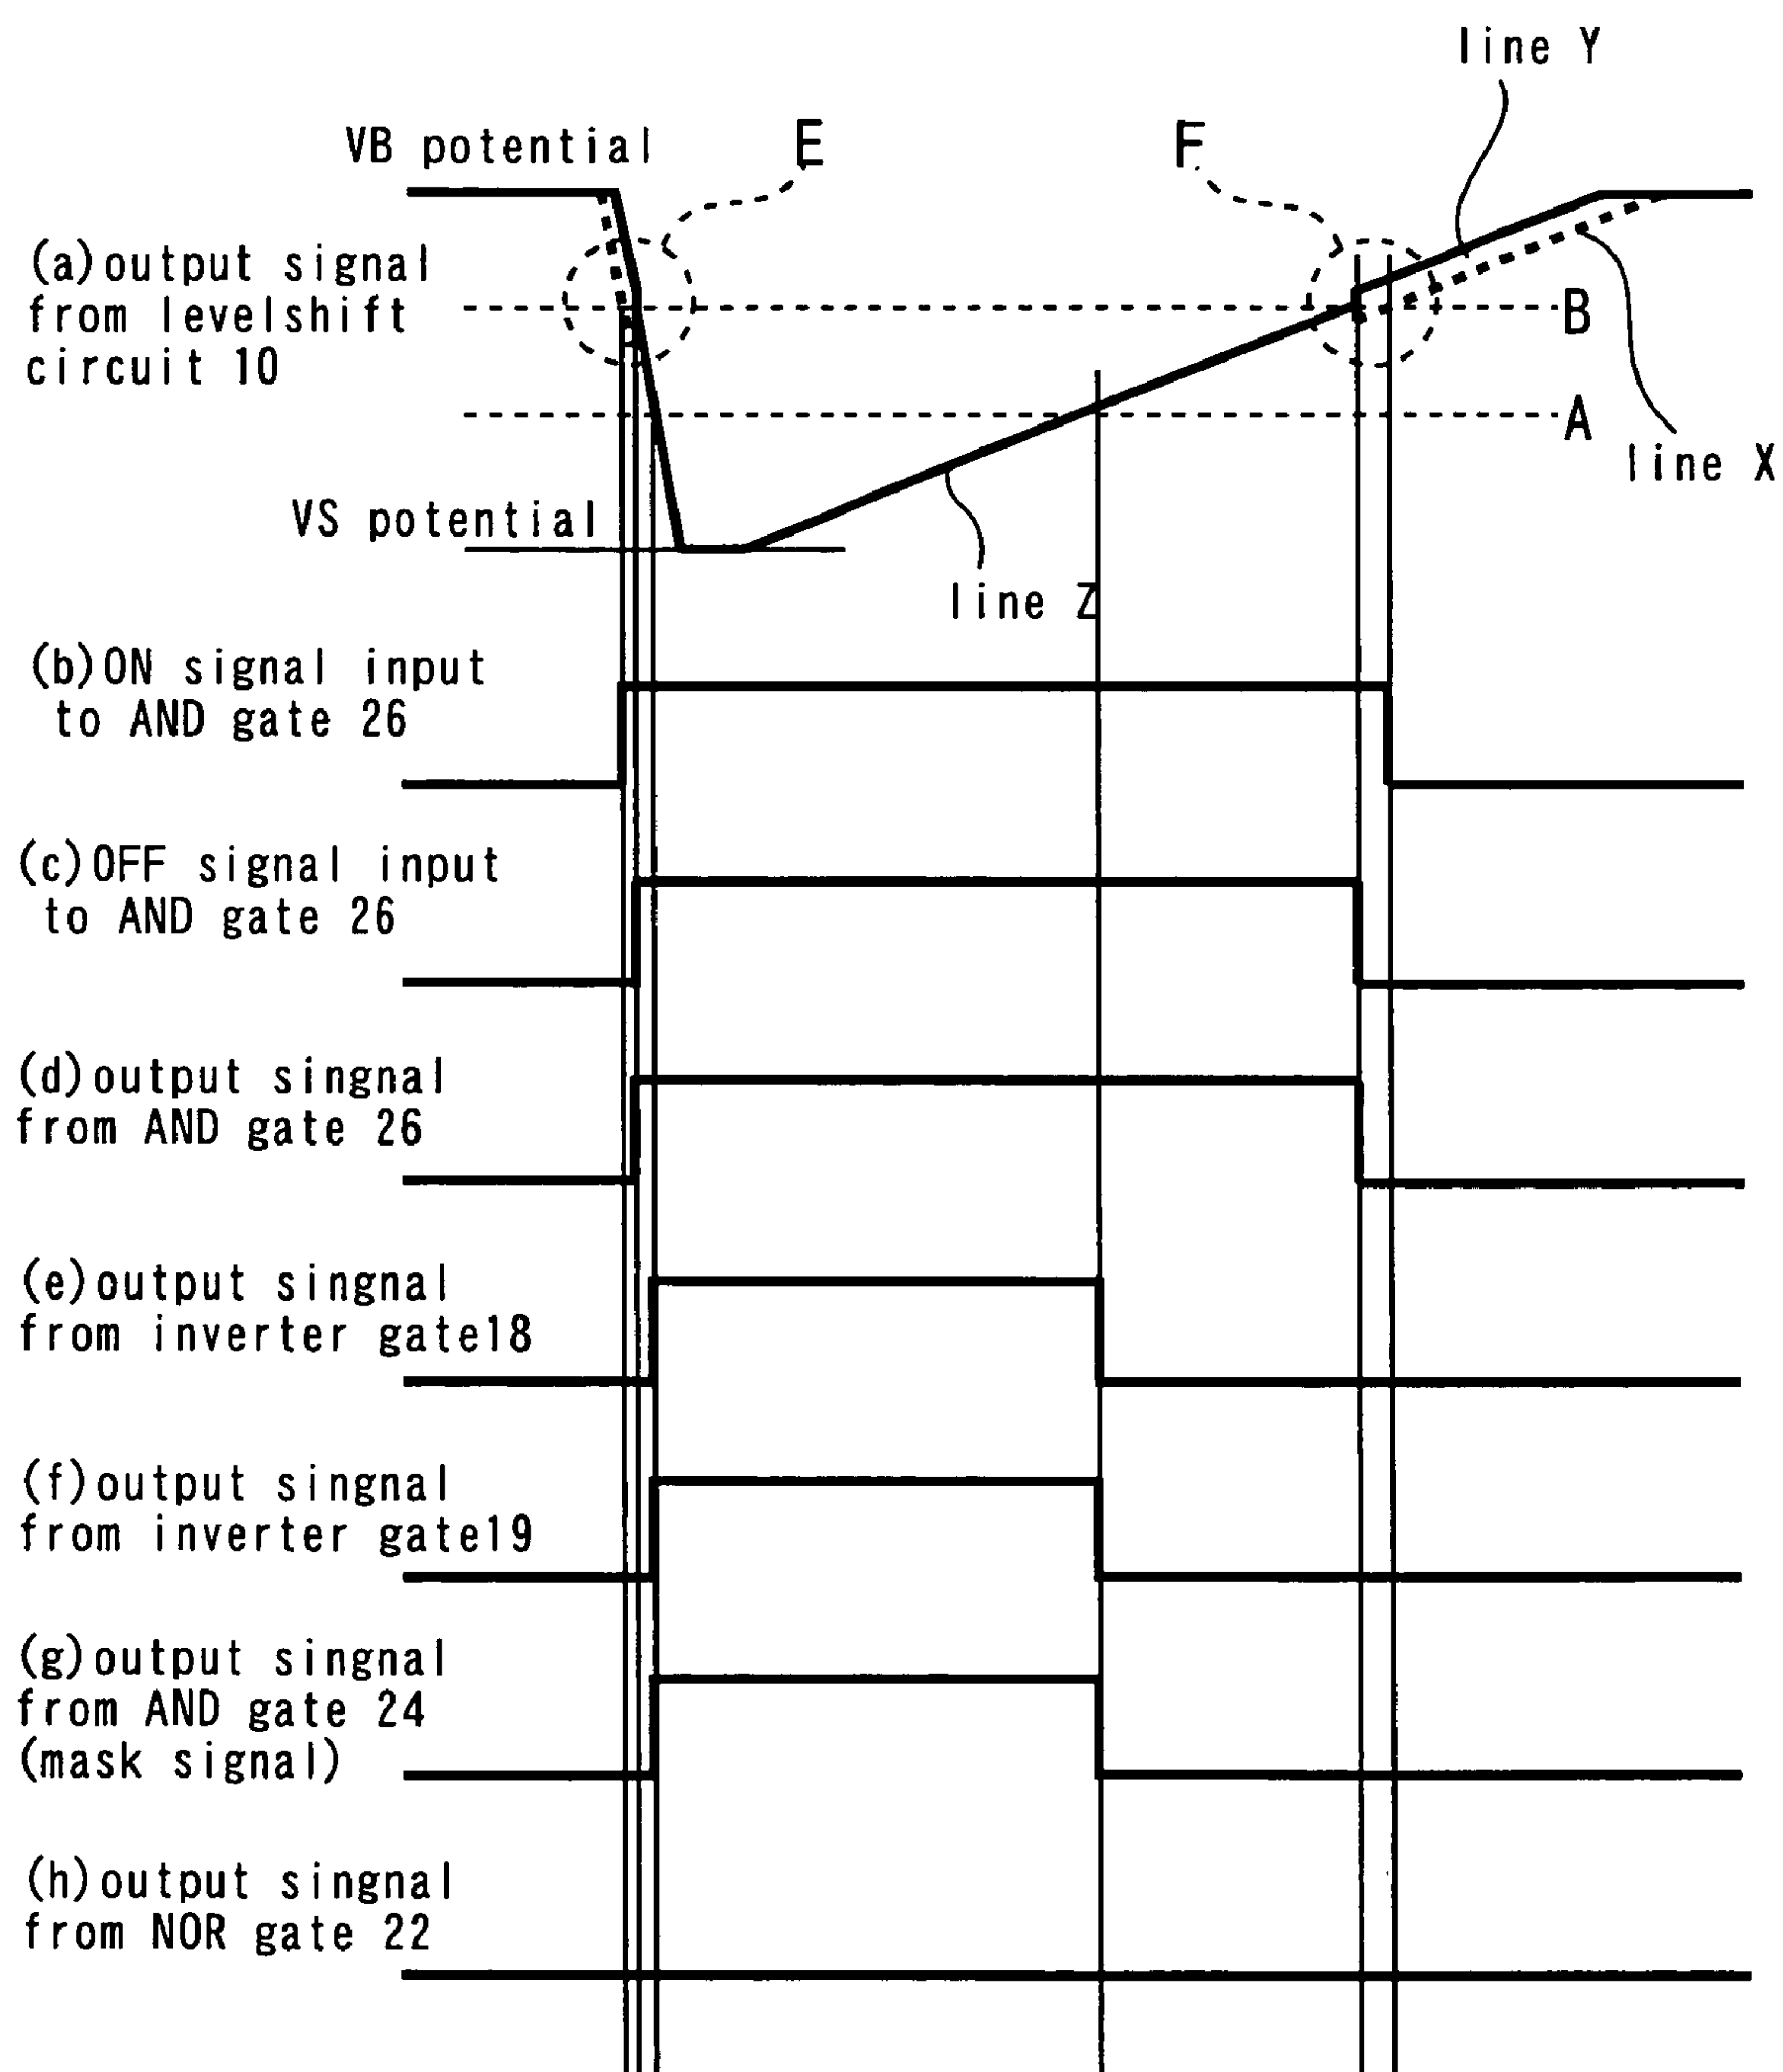 line Y
VB potential
E
F
(a)output signal
from levelshift
circuit 10
B
A
line X
VS potential
line Z
(b)ON signal input
to AND gate 26
(c)OFF signal input
to AND gate 26
(d)output singnal
from AND gate 26
(e)output singnal
from inverter gate18
(f)output singnal
from inverter gate19
(g)output singnal
from AND gate 24
(mask signal)
(h)output singnal
from NOR gate 22